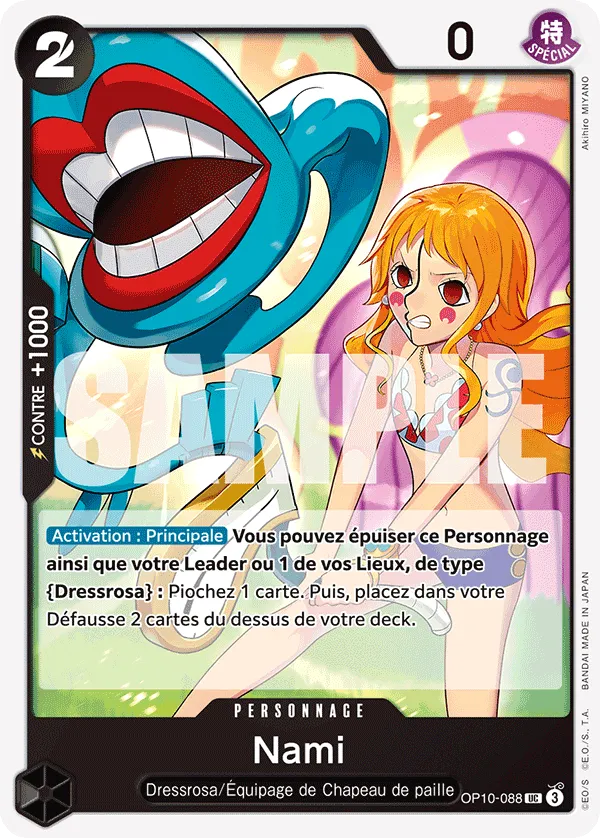 2
0
特
SPÉCIAL
Akihiro MIYANO
CONTRE +1000
SAMPLE
Activation : Principale Vous pouvez épuiser ce Personnage
ainsi que votre Leader ou 1 de vos Lieux, de type
{Dressrosa} : Piochez 1 carte. Puis, placez dans votre
Défausse 2 cartes du dessus de votre deck.
BANDAI MADE IN JAPAN
©E/S ©E.O./S., T.A.
PERSONNAGE
Nami
Dressrosa/Équipage de Chapeau de paille
OP10-088 UC 3